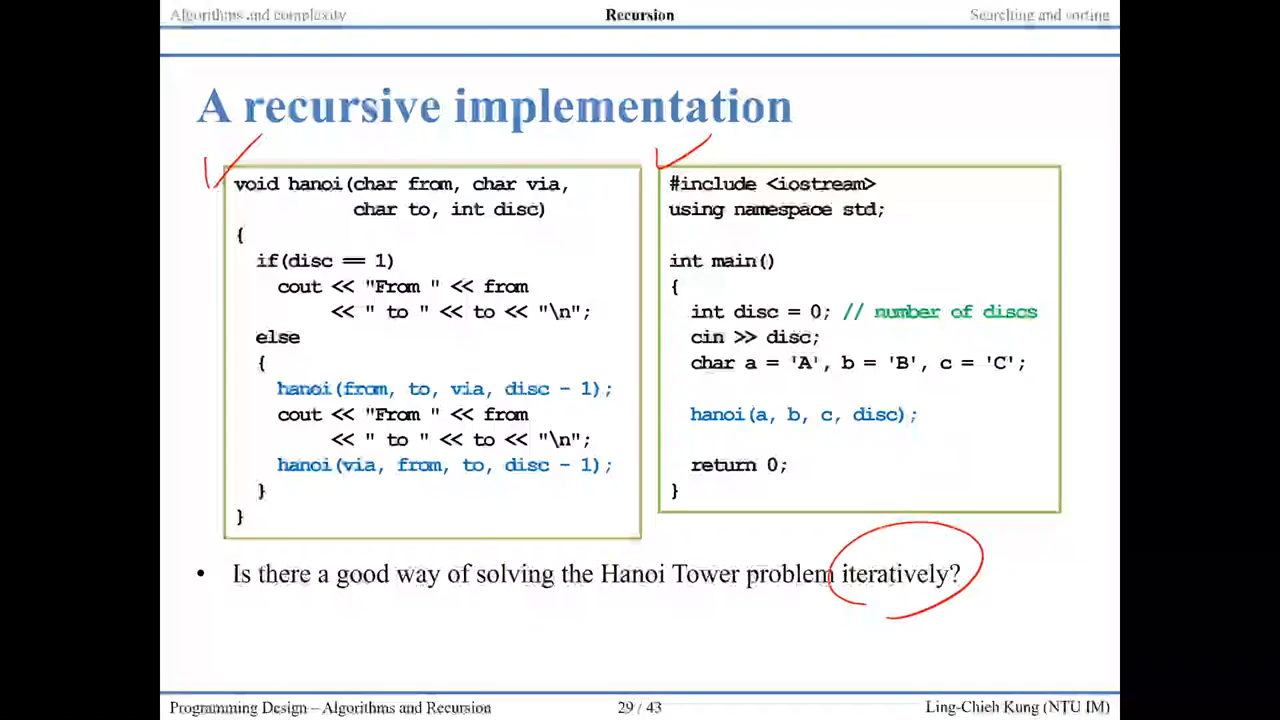 Algorithms and complexity
Recursion
Searching and sorting
A recursive implementation
void hanoi(char from, char via,
char to, int disc)
{
if(disc == 1)
cout << "From " << from
<< " to " << to << "\n";
else
{
hanoi(from, to, via, disc - 1);
cout << "From " << from
<< " to " << to << "\n";
hanoi(via, from, to, disc - 1);
}
}
#include <iostream>
using namespace std;
int main()
{
int disc = 0; // number of discs
cin >> disc;
char a = 'A', b = 'B', c = 'C';
hanoi(a, b, c, disc);
return 0;
}
• Is there a good way of solving the Hanoi Tower problem iteratively?
Programming Design – Algorithms and Recursion
29 / 43
Ling-Chieh Kung (NTU IM)